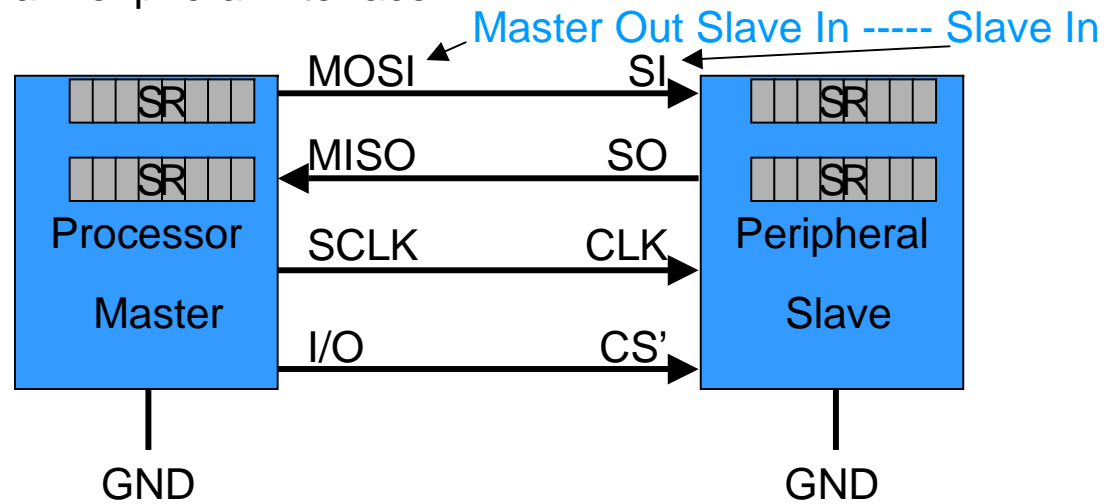 Master Out Slave In ----- Slave In
MOSI SI
SR SR
MISO SO
SR SR
Processor Peripheral
SCLK CLK
Master Slave
I/O CS’
GND GND